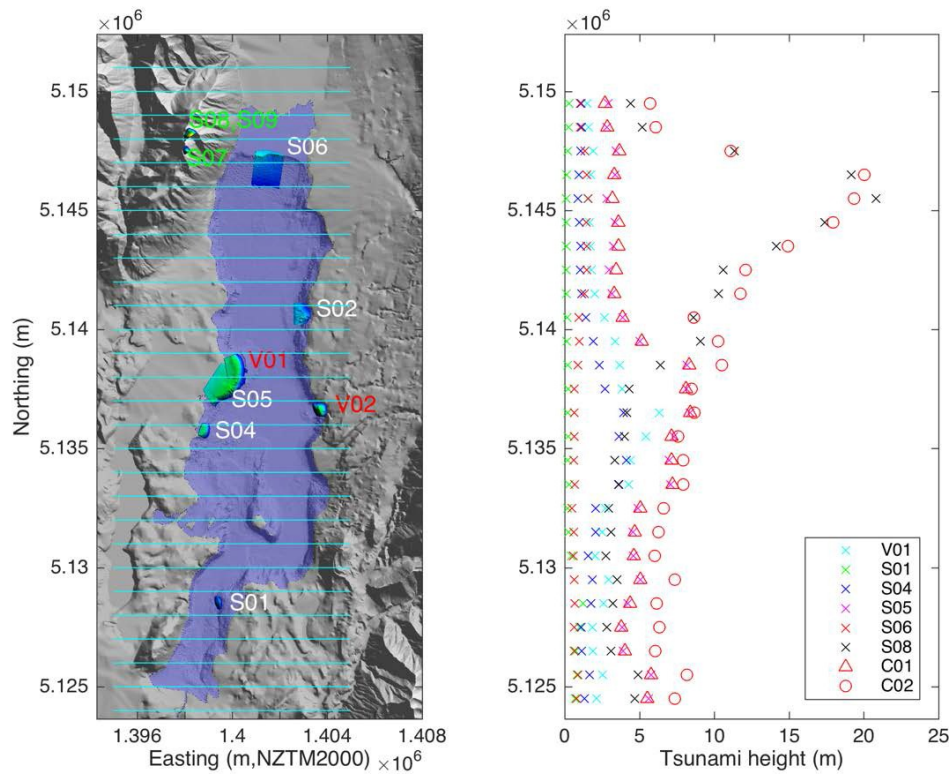 ×10⁶
5.15
5.145
5.14
5.135
5.13
5.125
Northing (m)
S08,S09
S07
S06
S02
V01
S05
V02
S04
S01
1.396 1.4 1.404 1.408
Easting (m,NZTM2000) ×10⁶
×10⁶
5.15
5.145
5.14
5.135
5.13
5.125
V01
S01
S04
S05
S06
S08
C01
C02
0 5 10 15 20 25
Tsunami height (m)